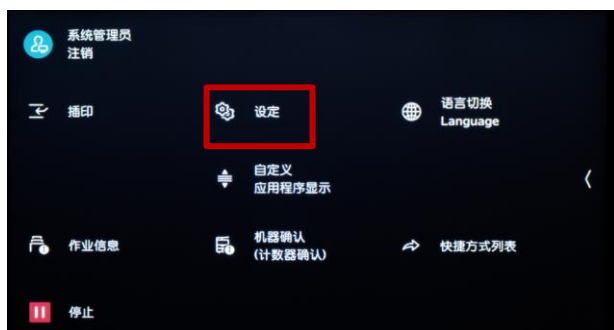 系统管理员
注销
插印
设定
语言切换
Language
自定义
应用程序显示
作业信息
机器确认
(计数器确认)
快捷方式列表
停止